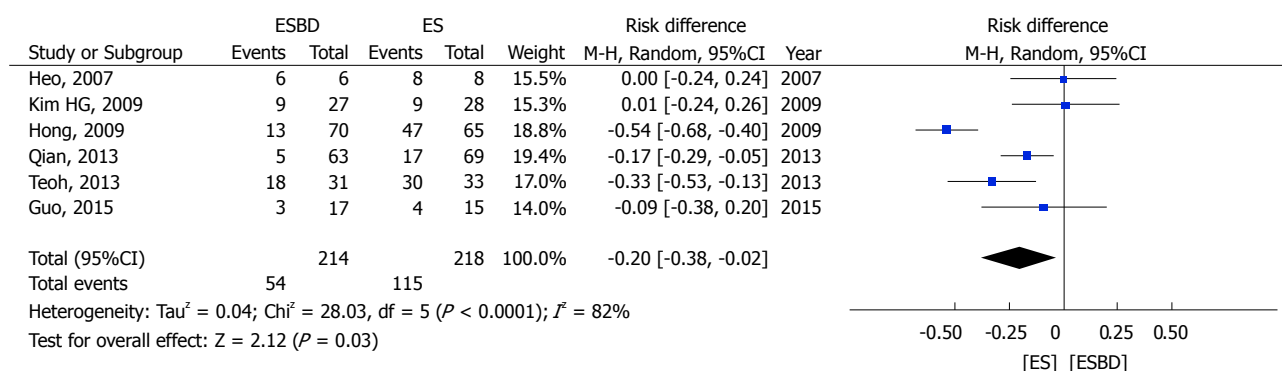 ESBD ES Risk difference Risk difference
Study or Subgroup Events Total Events Total Weight M-H, Random, 95%CI Year M-H, Random, 95%CI
Heo, 2007 6 6 8 8 15.5% 0.00 [-0.24, 0.24] 2007
Kim HG, 2009 9 27 9 28 15.3% 0.01 [-0.24, 0.26] 2009
Hong, 2009 13 70 47 65 18.8% -0.54 [-0.68, -0.40] 2009
Qian, 2013 5 63 17 69 19.4% -0.17 [-0.29, -0.05] 2013
Teoh, 2013 18 31 30 33 17.0% -0.33 [-0.53, -0.13] 2013
Guo, 2015 3 17 4 15 14.0% -0.09 [-0.38, 0.20] 2015
Total (95%CI) 214 218 100.0% -0.20 [-0.38, -0.02]
Total events 54 115
Heterogeneity: Tauᶻ = 0.04; Chiᶻ = 28.03, df = 5 (P < 0.0001); Iᶻ = 82%
Test for overall effect: Z = 2.12 (P = 0.03)
-0.50 -0.25 0 0.25 0.50
[ES] [ESBD]